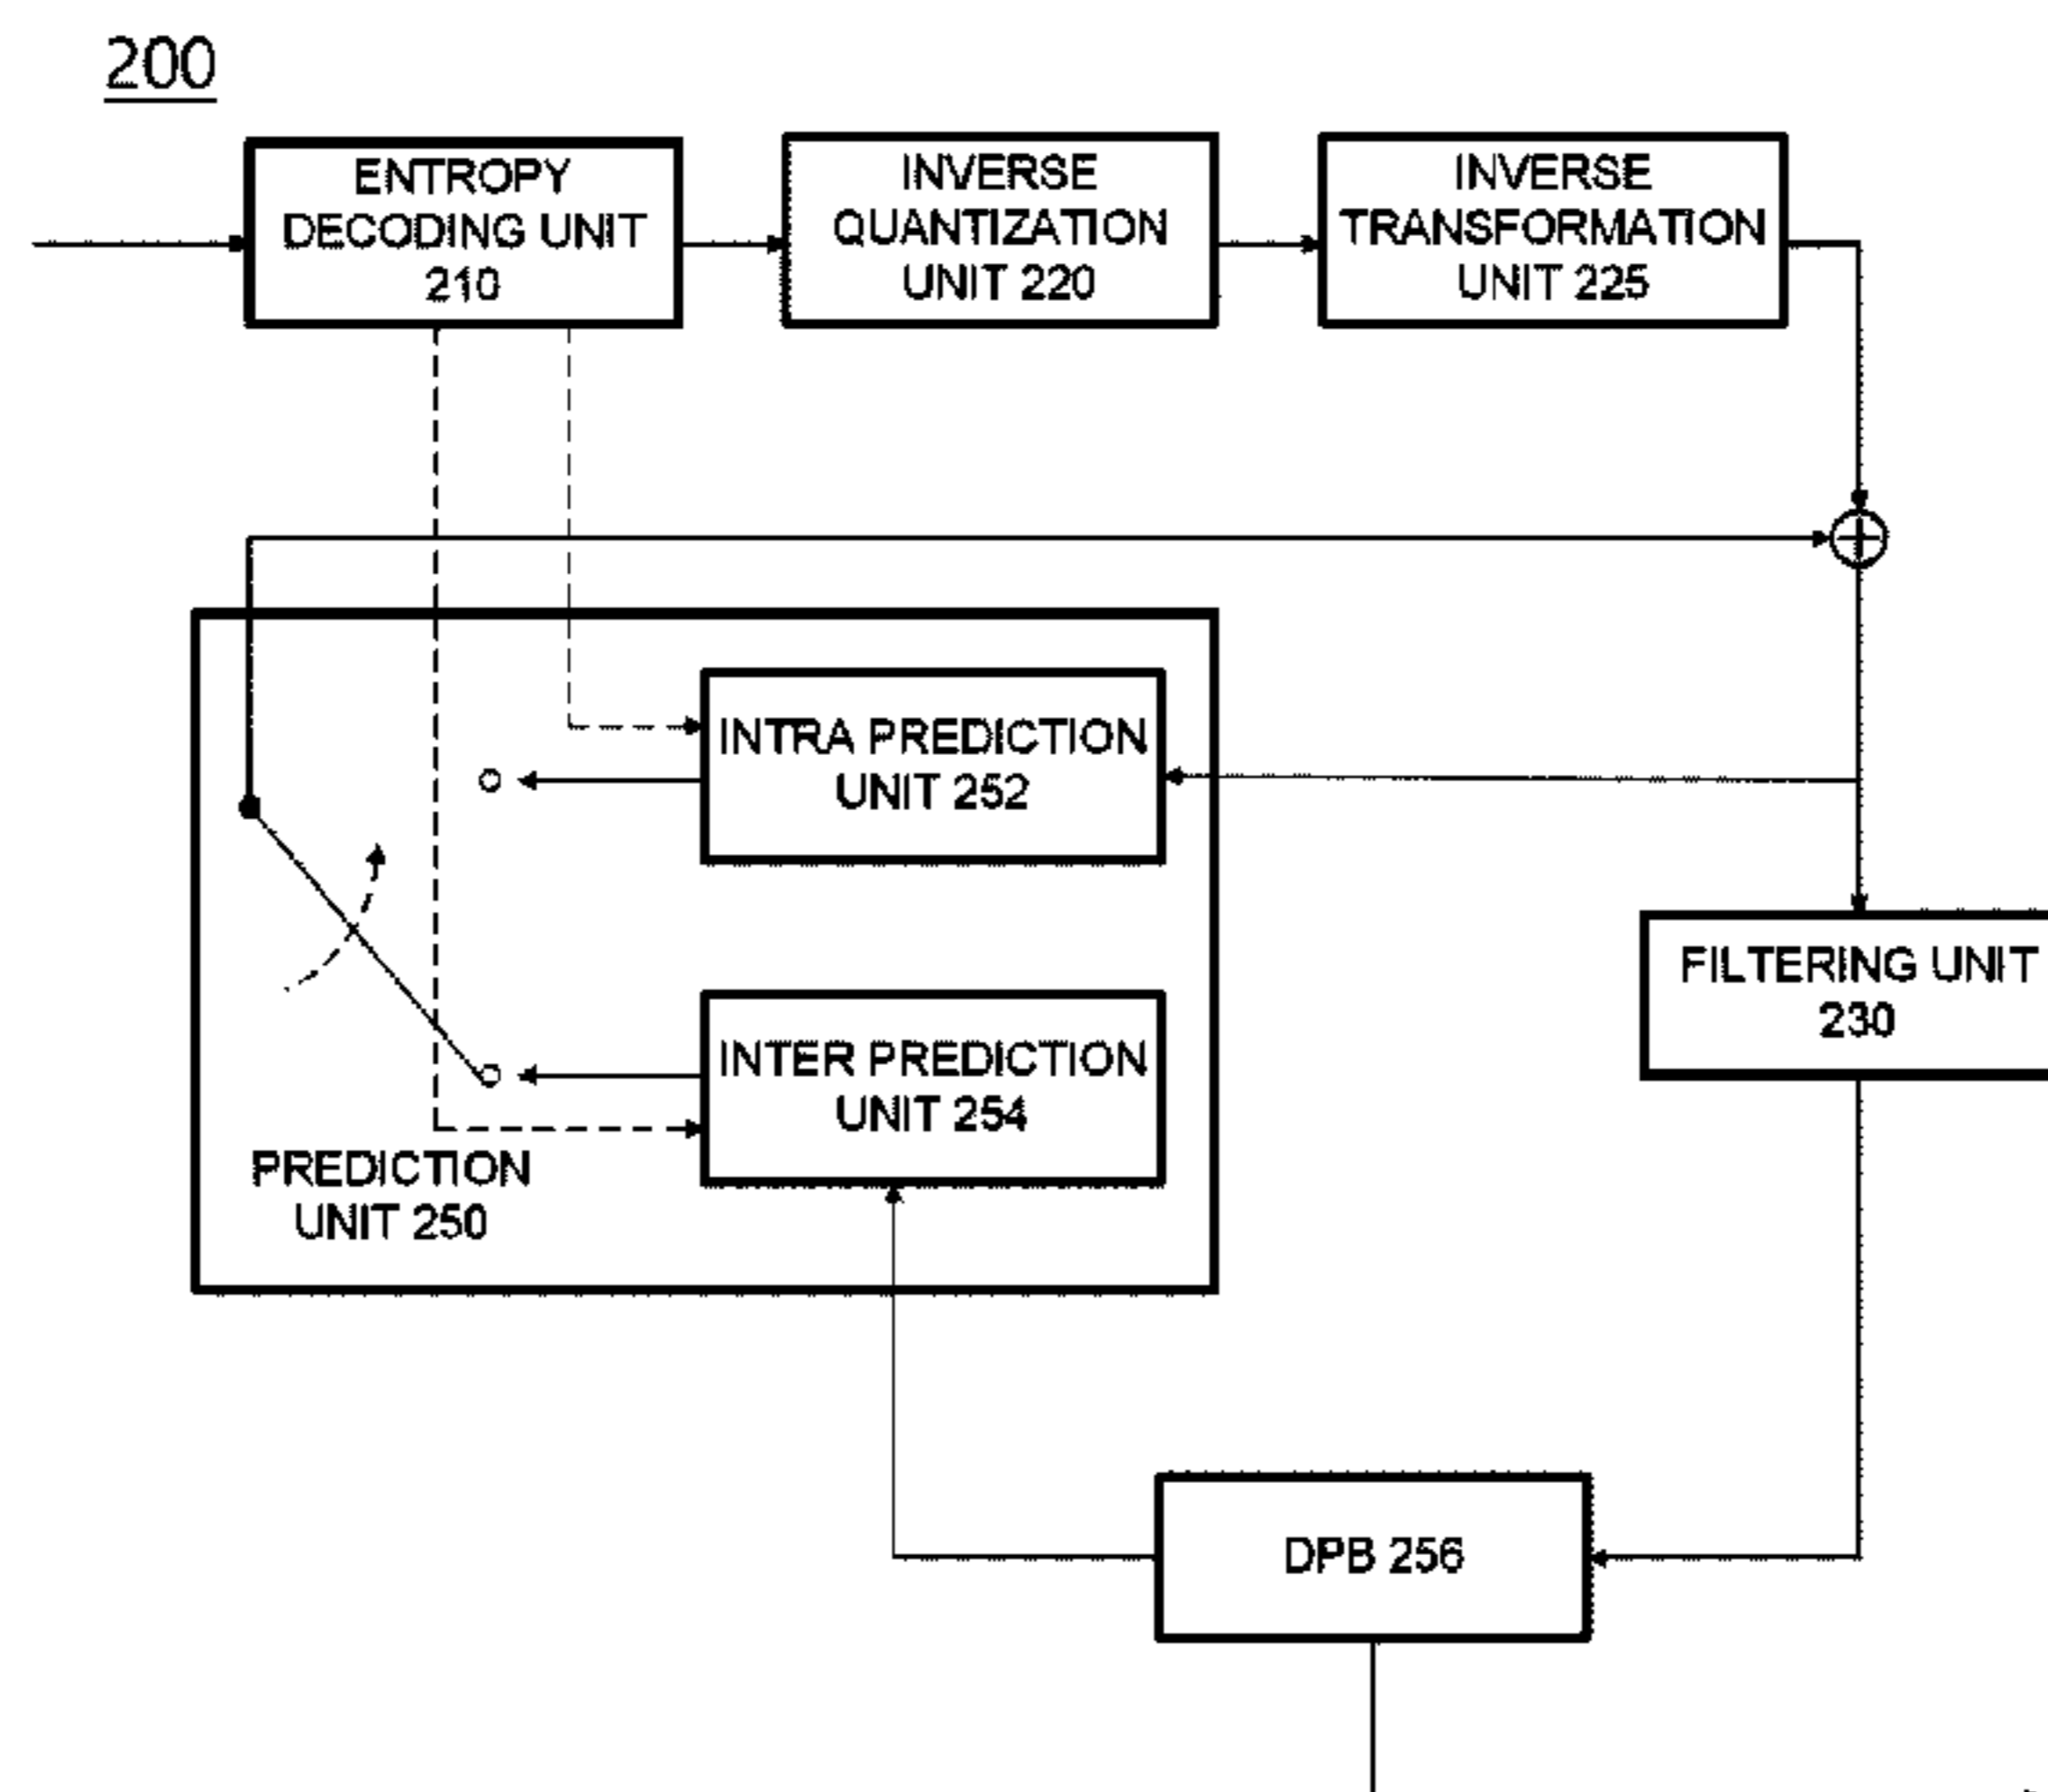 200
ENTROPY
DECODING UNIT
210
INVERSE
QUANTIZATION
UNIT 220
INVERSE
TRANSFORMATION
UNIT 225
INTRA PREDICTION
UNIT 252
FILTERING UNIT
230
INTER PREDICTION
UNIT 254
PREDICTION
UNIT 250
DPB 256